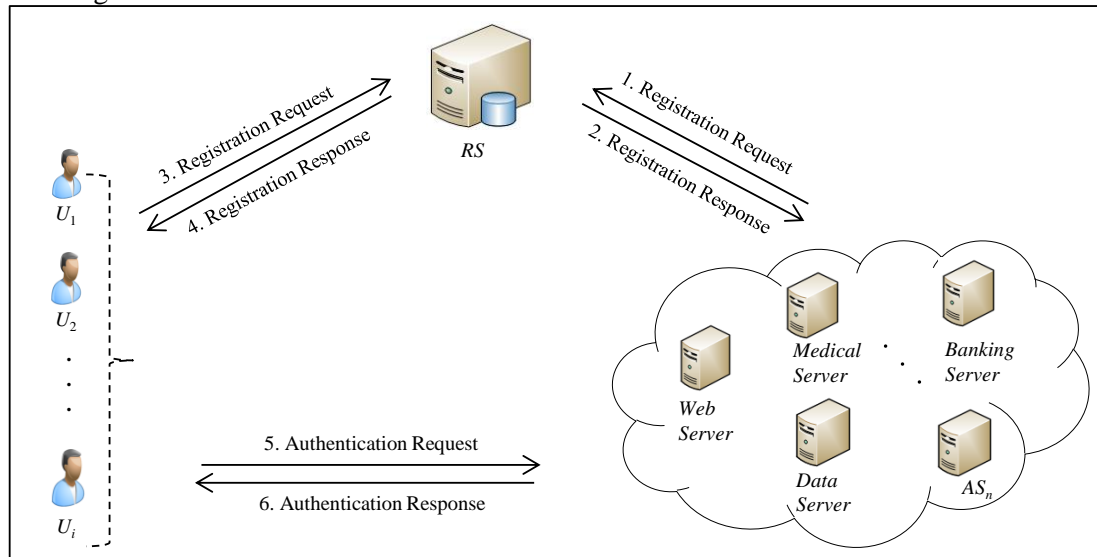 RS
3. Registration Request
4. Registration Response
1. Registration Request
2. Registration Response
U1
U2
Ui
Web
Server
Medical
Server
Banking
Server
Data
Server
ASn
5. Authentication Request
6. Authentication Response